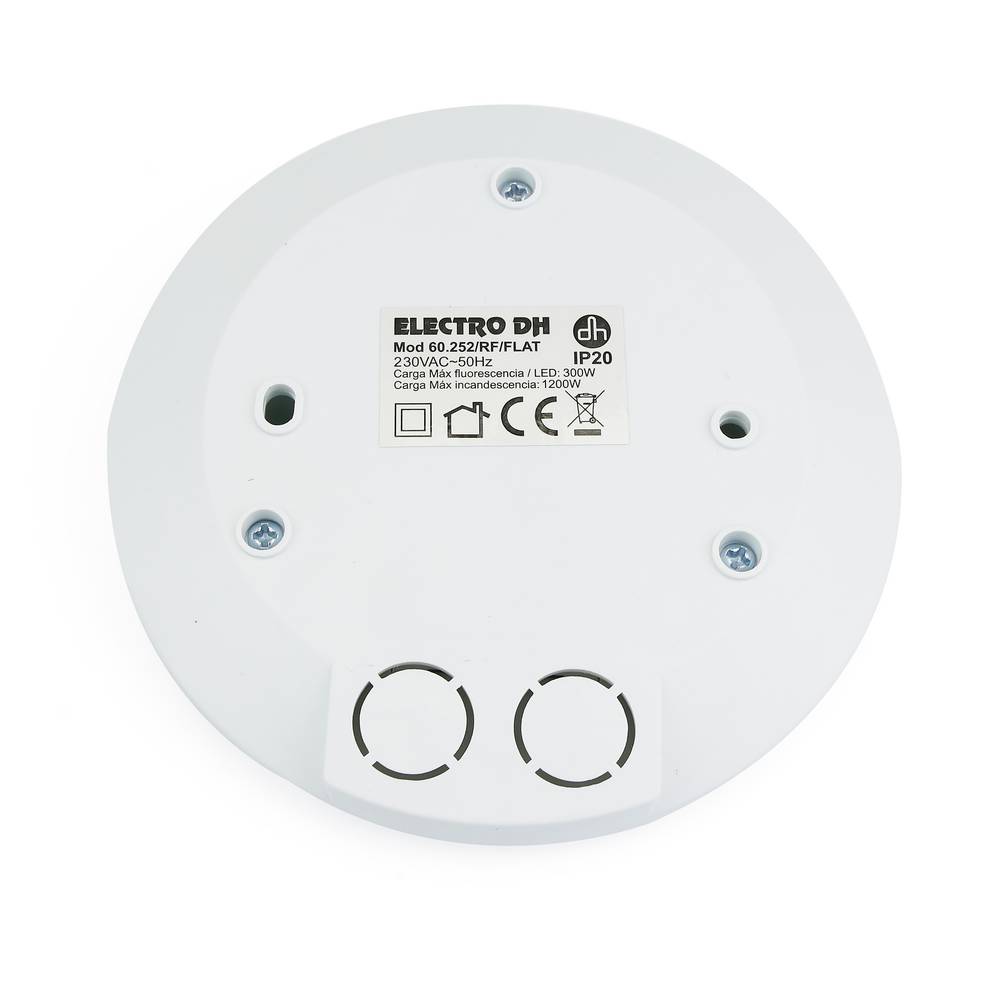 ELECTRO DH dh
Mod 60.252/RF/FLAT
230VAC~50Hz IP20
Carga Máx fluorescencia / LED: 300W
Carga Máx incandescencia: 1200W
CE